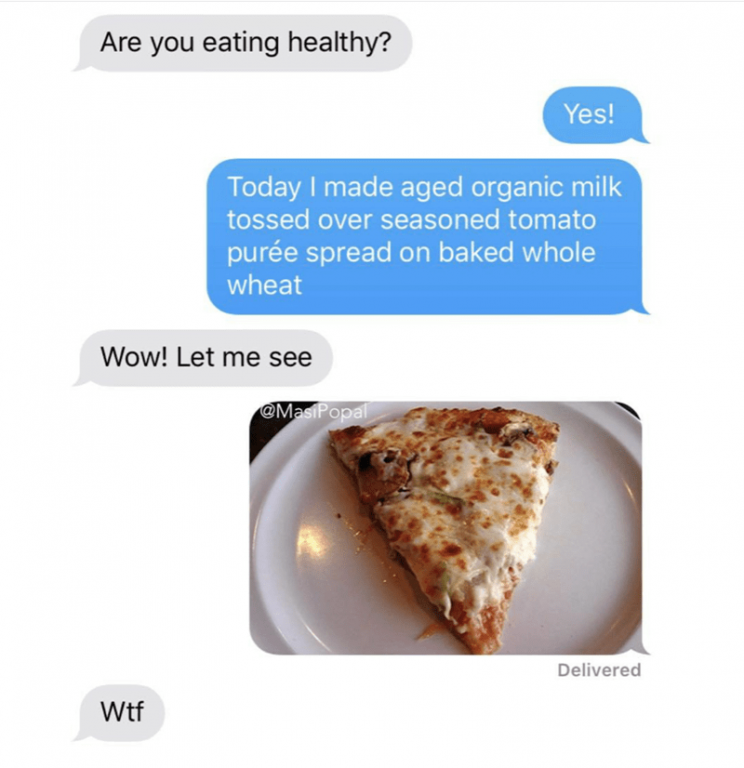 Are you eating healthy?
Yes!
Today I made aged organic milk
tossed over seasoned tomato
purée spread on baked whole
wheat
Wow! Let me see
@MasiPopal
Delivered
Wtf